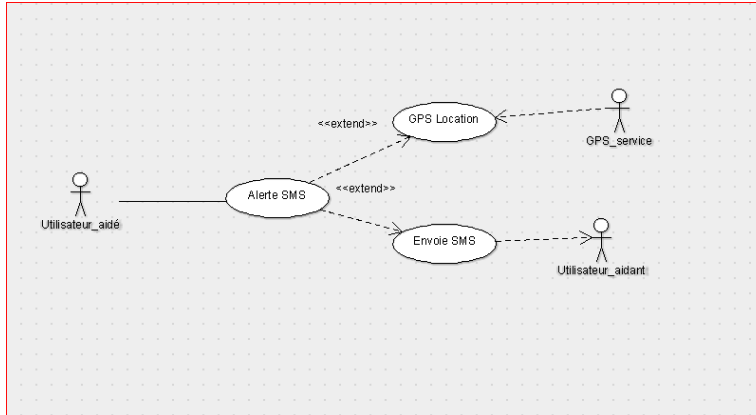 GPS Location
<<extend>>
GPS_service
Alerte SMS
<<extend>>
Utilisateur_aidé
Envoie SMS
Utilisateur_aidant